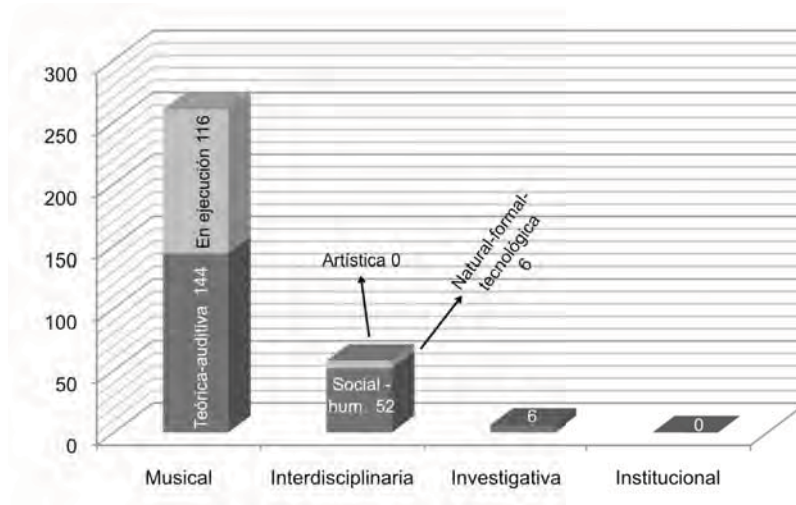 300
250
200
150
100
50
0
En ejecución 116
Teórica-auditiva 144
Artística 0
Natural-formal-
tecnológica
6
Social -
hum. 52
6
0
Musical
Interdisciplinaria
Investigativa
Institucional